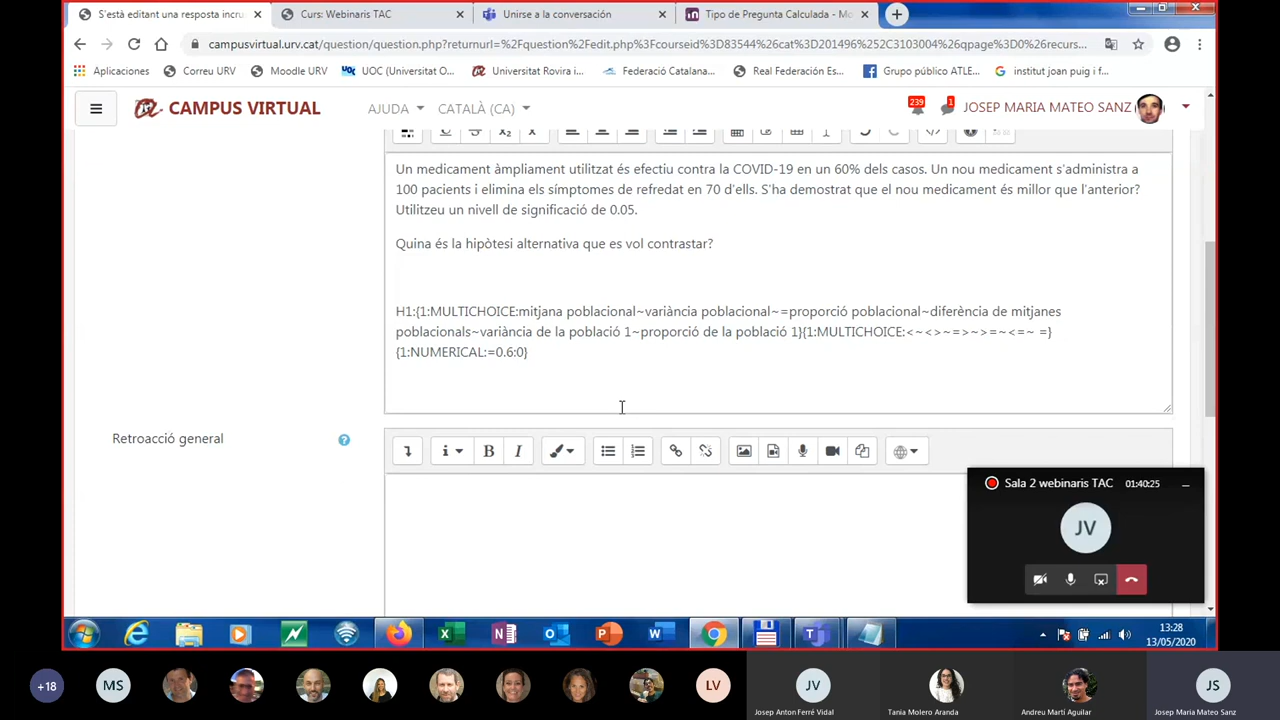 S'està editant una resposta incru
Curs: Webinaris TAC
Unirse a la conversación
Tipo de Pregunta Calculada - Mo
campusvirtual.urv.cat/question/question.php?returnurl=%2Fquestion%2Fedit.php%3Fcourseid%3D83544%26cat%3D201496%252C3303004%26qpage%3D0%26recurs...
Aplicaciones
Correu URV
Moodle URV
UOC (Universitat O...
Universitat Rovira i...
Federació Catalana...
Real Federación Es...
Grupo público ATLE...
institut joan puig i f...
CAMPUS VIRTUAL
AJUDA
CATALÀ (CA)
239
1
JOSEP MARIA MATEO SANZ
Un medicament àmpliament utilitzat és efectiu contra la COVID-19 en un 60% dels casos. Un nou medicament s'administra a
100 pacients i elimina els símptomes de refredat en 70 d'ells. S'ha demostrat que el nou medicament és millor que l'anterior?
Utilitzeu un nivell de significació de 0.05.
Quina és la hipòtesi alternativa que es vol contrastar?
H1:{1:MULTICHOICE:mitjana poblacional~variància poblacional~=proporció poblacional~diferència de mitjanes
poblacionals~variància de la població 1~proporció de la població 1}{1:MULTICHOICE:<~<>~=>~>=~<=~ =}
{1:NUMERICAL:=0.6:0}
Retroacció general
Sala 2 webinaris TAC
01:40:25
JV
13:28
13/05/2020
+18
MS
LV
JV
JS
Josep Anton Ferré Vidal
Tania Molero Aranda
Andreu Martí Aguilar
Josep Maria Mateo Sanz